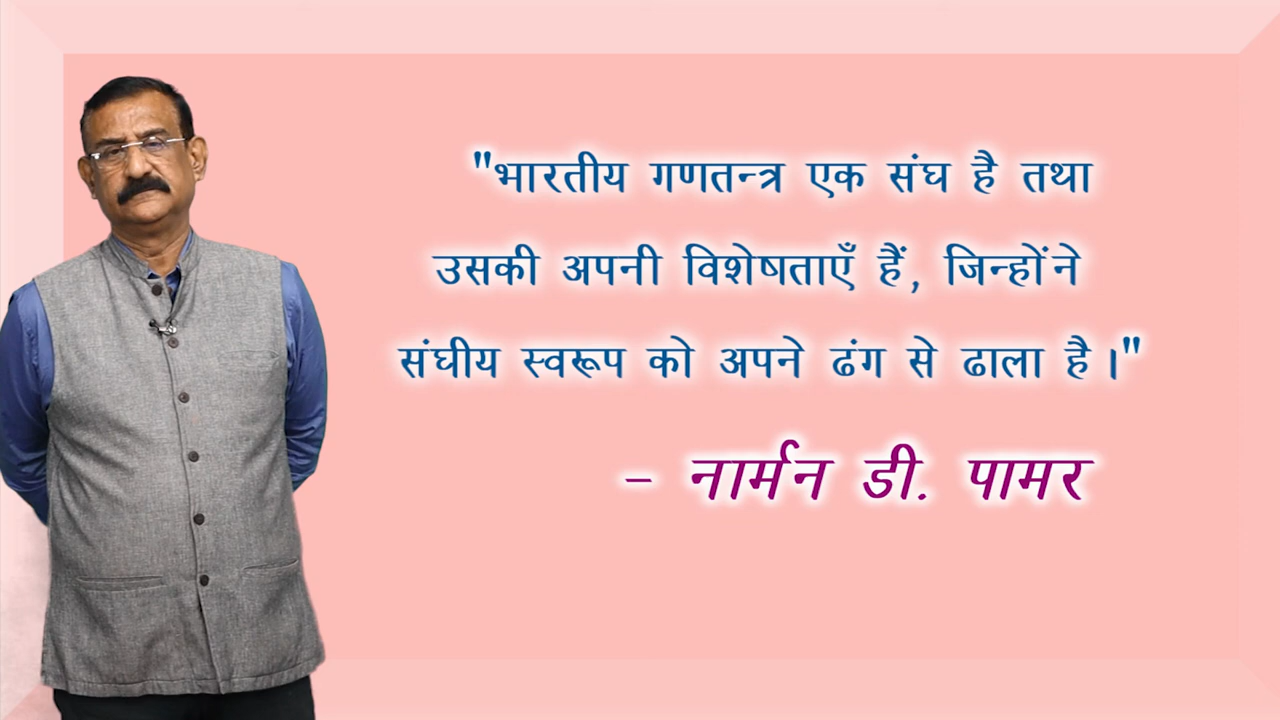 "भारतीय गणतन्त्र एक संघ है तथा
उसकी अपनी विशेषताएँ हैं, जिन्होंने
संघीय स्वरूप को अपने ढंग से ढाला है।"
- नार्मन डी. पामर